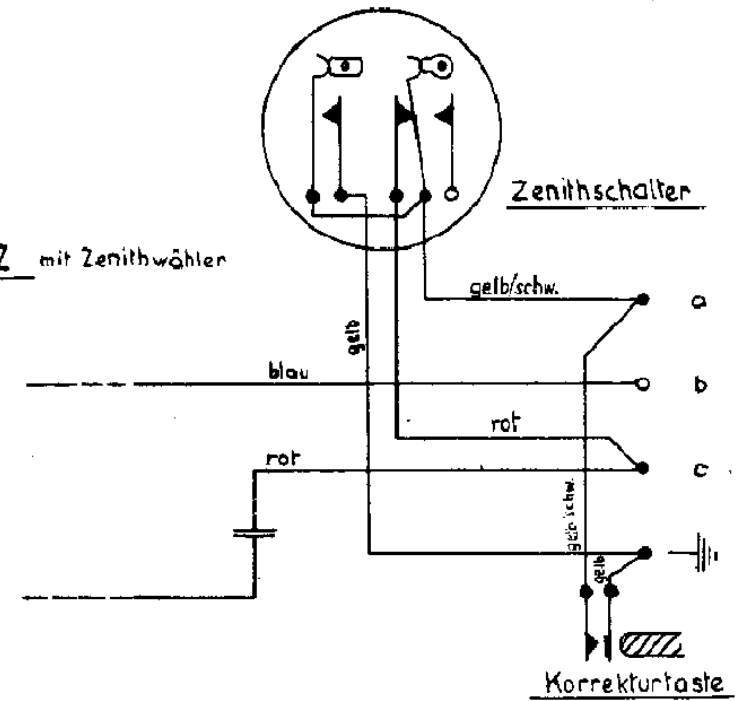 Zenithschalter
Z mit Zenithwähler
gelb/schw.
a
gelb
blau
b
rot
rot
c
gelb/schw.
gelb
Korrekturtaste